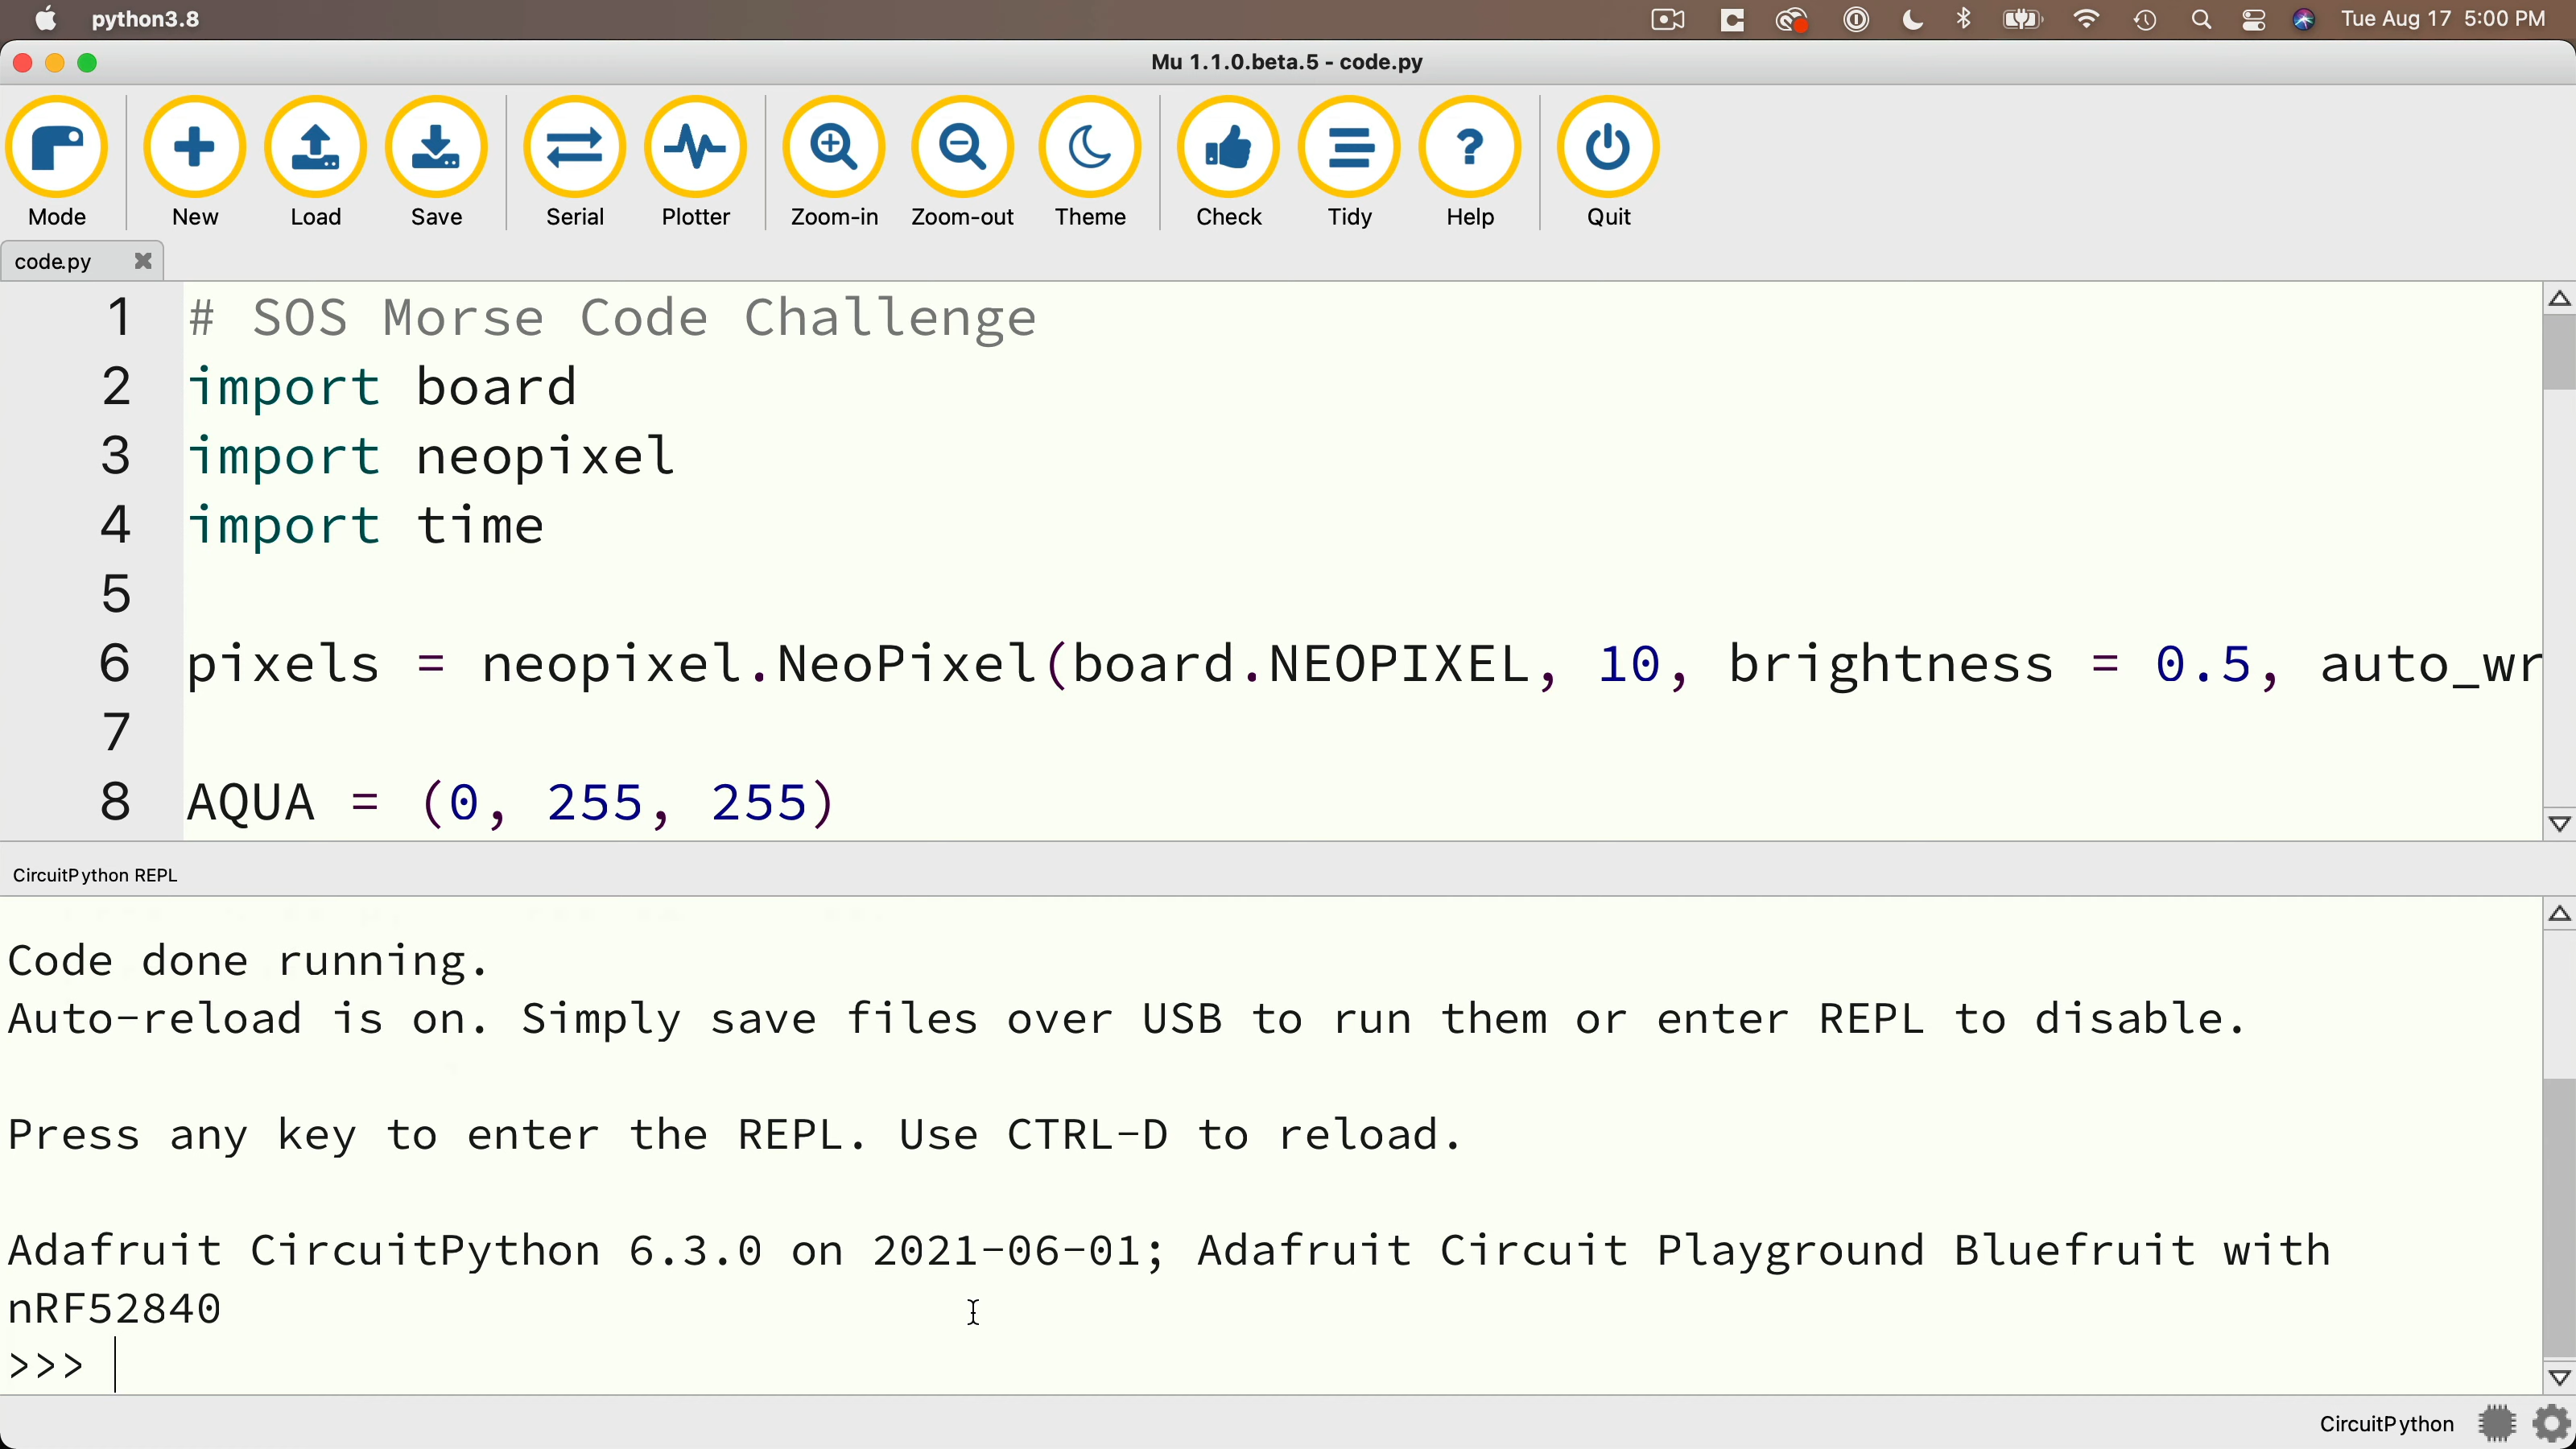 python3.8
Tue Aug 17 5:00 PM
Mu 1.1.0.beta.5 - code.py
Mode New Load Save Serial Plotter Zoom-in Zoom-out Theme Check Tidy Help Quit
code.py
1 # SOS Morse Code Challenge
2 import board
3 import neopixel
4 import time
5
6 pixels = neopixel.NeoPixel(board.NEOPIXEL, 10, brightness = 0.5, auto_wr
7
8 AQUA = (0, 255, 255)
CircuitPython REPL
Code done running.
Auto-reload is on. Simply save files over USB to run them or enter REPL to disable.
Press any key to enter the REPL. Use CTRL-D to reload.
Adafruit CircuitPython 6.3.0 on 2021-06-01; Adafruit Circuit Playground Bluefruit with
nRF52840
>>>
CircuitPython